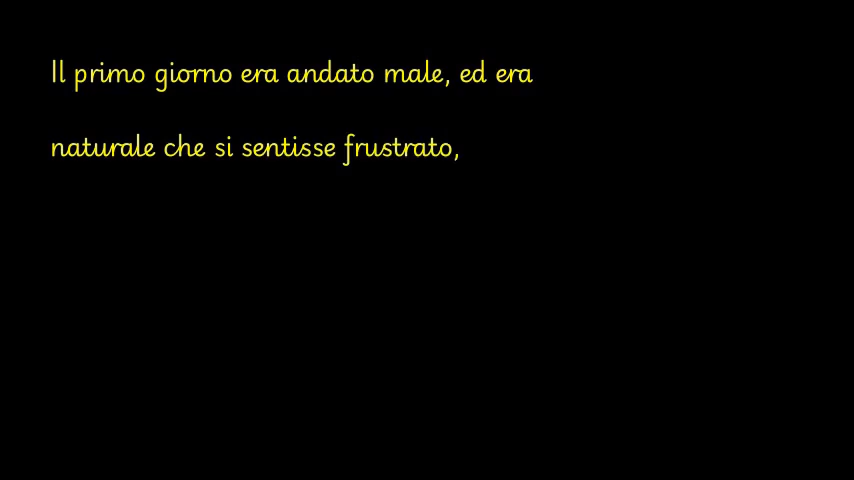 Il primo giorno era andato male, ed era
naturale che si sentisse frustrato,